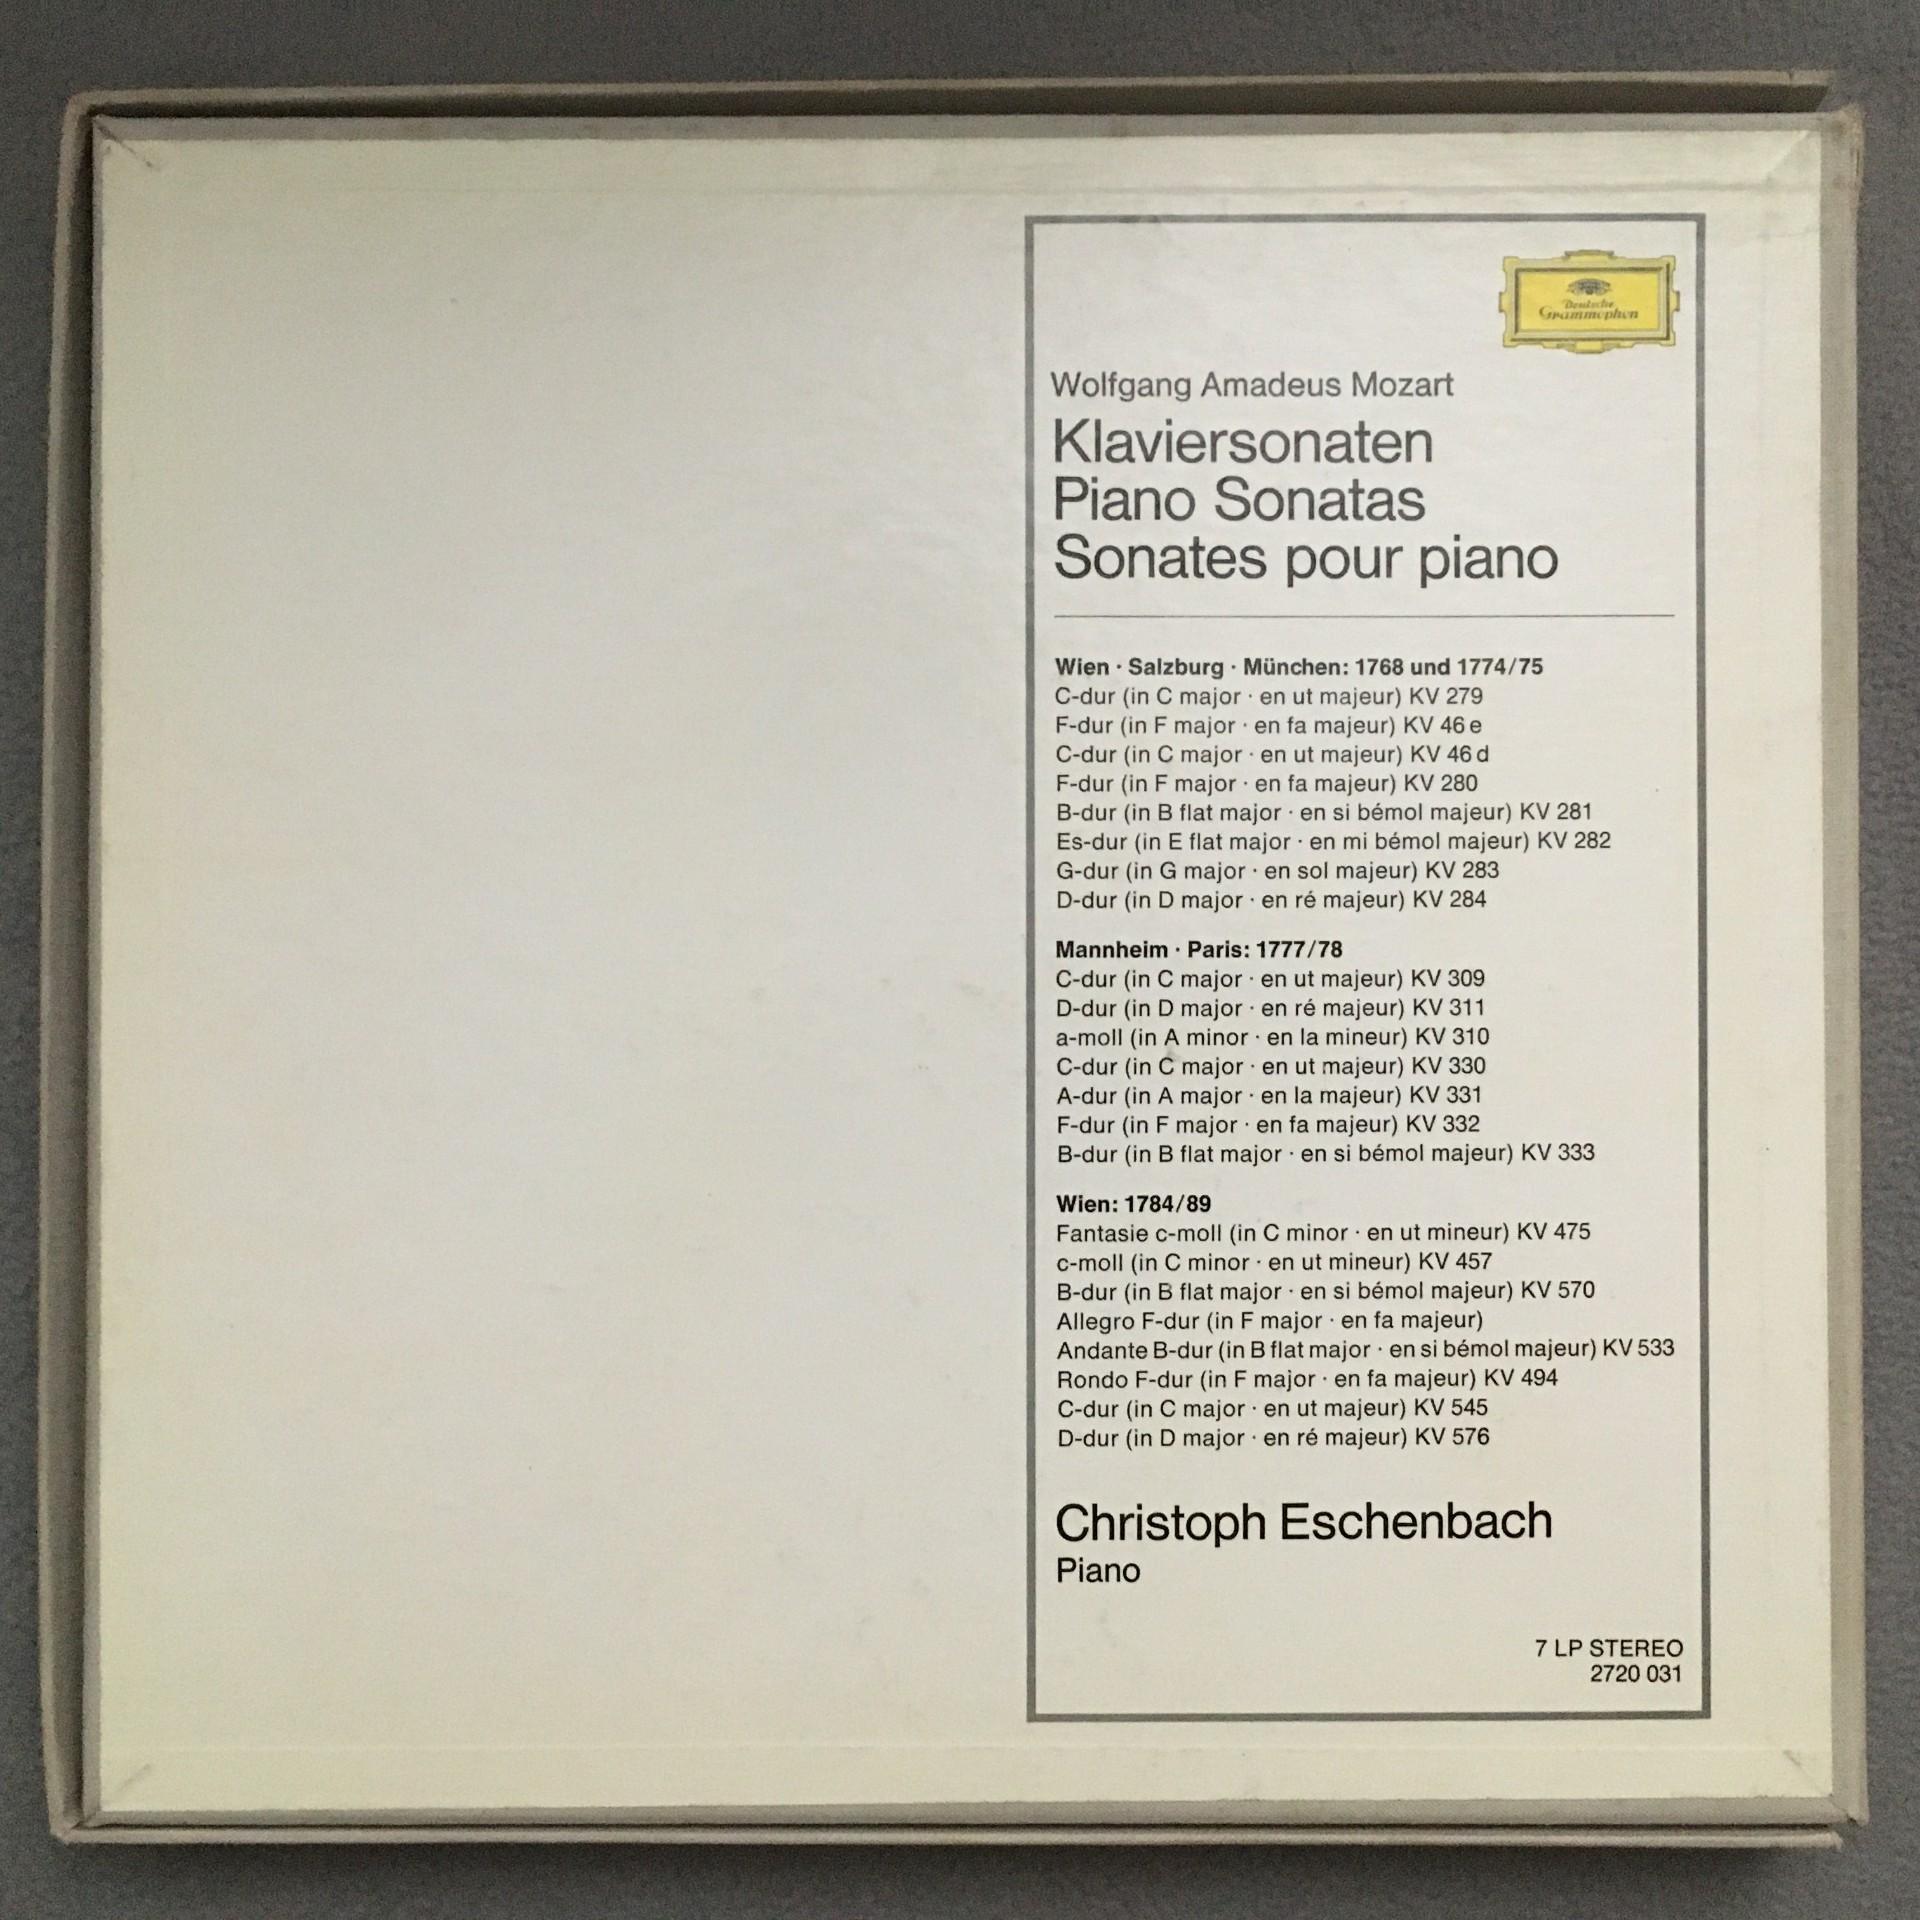 Deutsche
Grammophon
Wolfgang Amadeus Mozart
Klaviersonaten
Piano Sonatas
Sonates pour piano
Wien · Salzburg · München: 1768 und 1774/75
C-dur (in C major · en ut majeur) KV 279
F-dur (in F major · en fa majeur) KV 46 e
C-dur (in C major · en ut majeur) KV 46 d
F-dur (in F major · en fa majeur) KV 280
B-dur (in B flat major · en si bémol majeur) KV 281
Es-dur (in E flat major · en mi bémol majeur) KV 282
G-dur (in G major · en sol majeur) KV 283
D-dur (in D major · en ré majeur) KV 284
Mannheim · Paris: 1777/78
C-dur (in C major · en ut majeur) KV 309
D-dur (in D major · en ré majeur) KV 311
a-moll (in A minor · en la mineur) KV 310
C-dur (in C major · en ut majeur) KV 330
A-dur (in A major · en la majeur) KV 331
F-dur (in F major · en fa majeur) KV 332
B-dur (in B flat major · en si bémol majeur) KV 333
Wien: 1784/89
Fantasie c-moll (in C minor · en ut mineur) KV 475
c-moll (in C minor · en ut mineur) KV 457
B-dur (in B flat major · en si bémol majeur) KV 570
Allegro F-dur (in F major · en fa majeur)
Andante B-dur (in B flat major · en si bémol majeur) KV 533
Rondo F-dur (in F major · en fa majeur) KV 494
C-dur (in C major · en ut majeur) KV 545
D-dur (in D major · en ré majeur) KV 576
Christoph Eschenbach
Piano
7 LP STEREO
2720 031